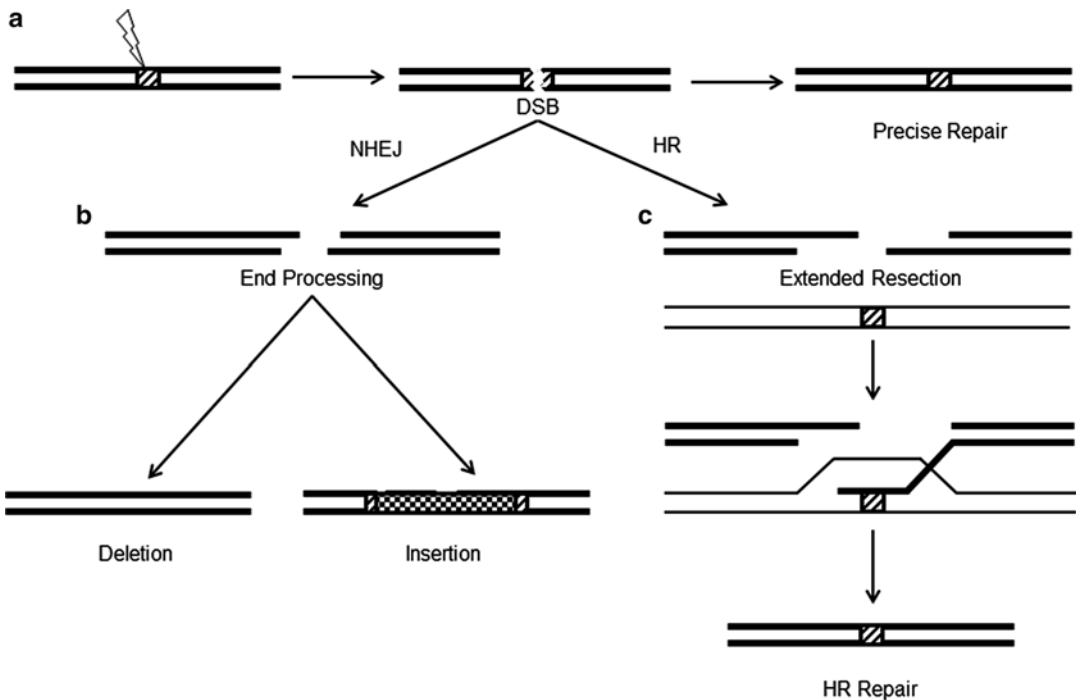 a
DSB
Precise Repair
NHEJ
HR
b
End Processing
c
Extended Resection
Deletion
Insertion
HR Repair